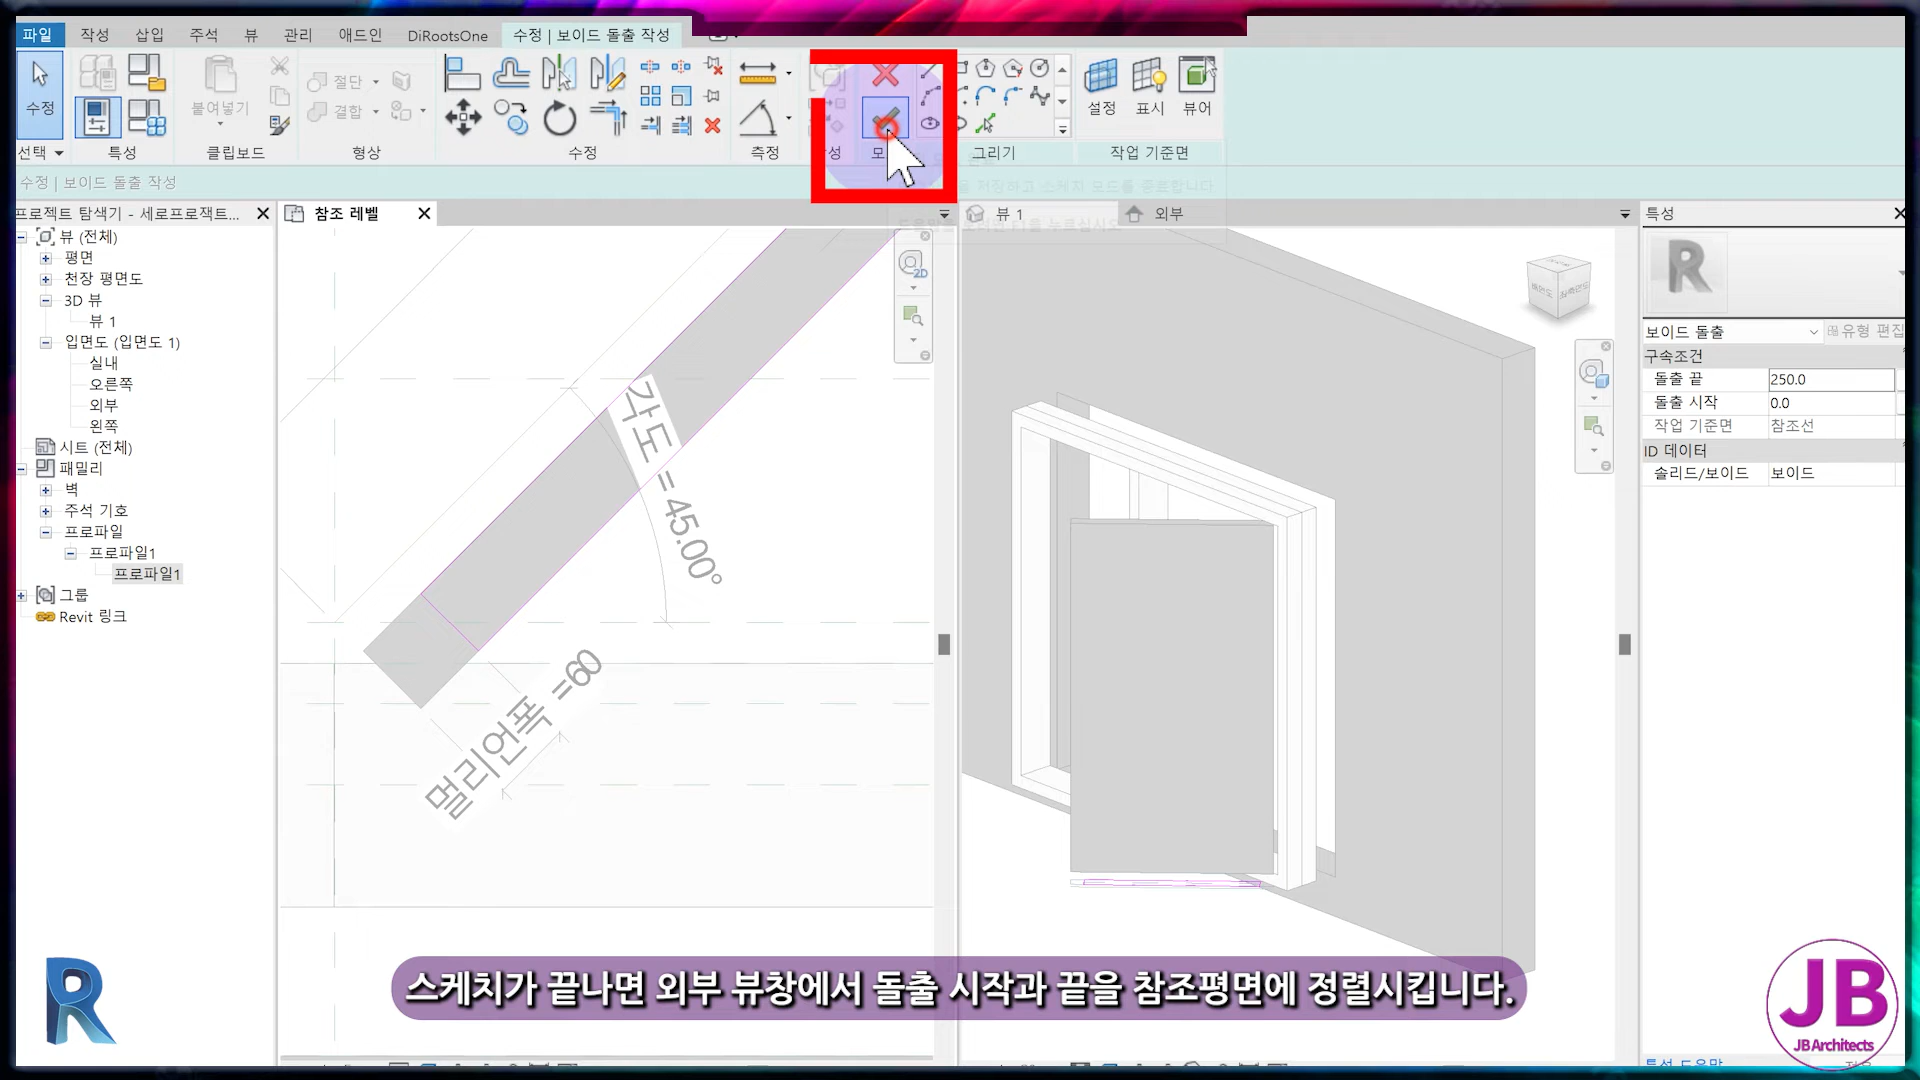 파일 작성 삽입 주석 뷰 관리 애드인 DiRootsOne 수정 | 보이드 돌출 작성
수정 붙여넣기 절단 결합 설정 표시 뷰어
선택 특성 클립보드 형상 수정 측정 그리기 작업 기준면
수정 | 보이드 돌출 작성
프로젝트 탐색기 - 세로프로잭트...
참조 레벨
뷰 1
외부
특성
뷰 (전체)
평면
천장 평면도
3D 뷰
뷰 1
입면도 (입면도 1)
실내
오른쪽
외부
왼쪽
시트 (전체)
패밀리
벽
주석 기호
프로파일
프로파일1
프로파일1
그룹
Revit 링크
2D
각도 = 45.00°
멀리언폭 =60
R
보이드 돌출 유형 편집
구속조건
돌출 끝 250.0
돌출 시작 0.0
작업 기준면 참조선
ID 데이터
솔리드/보이드 보이드
스케치가 끝나면 외부 뷰창에서 돌출 시작과 끝을 참조평면에 정렬시킵니다.
R
JB
JB Architects